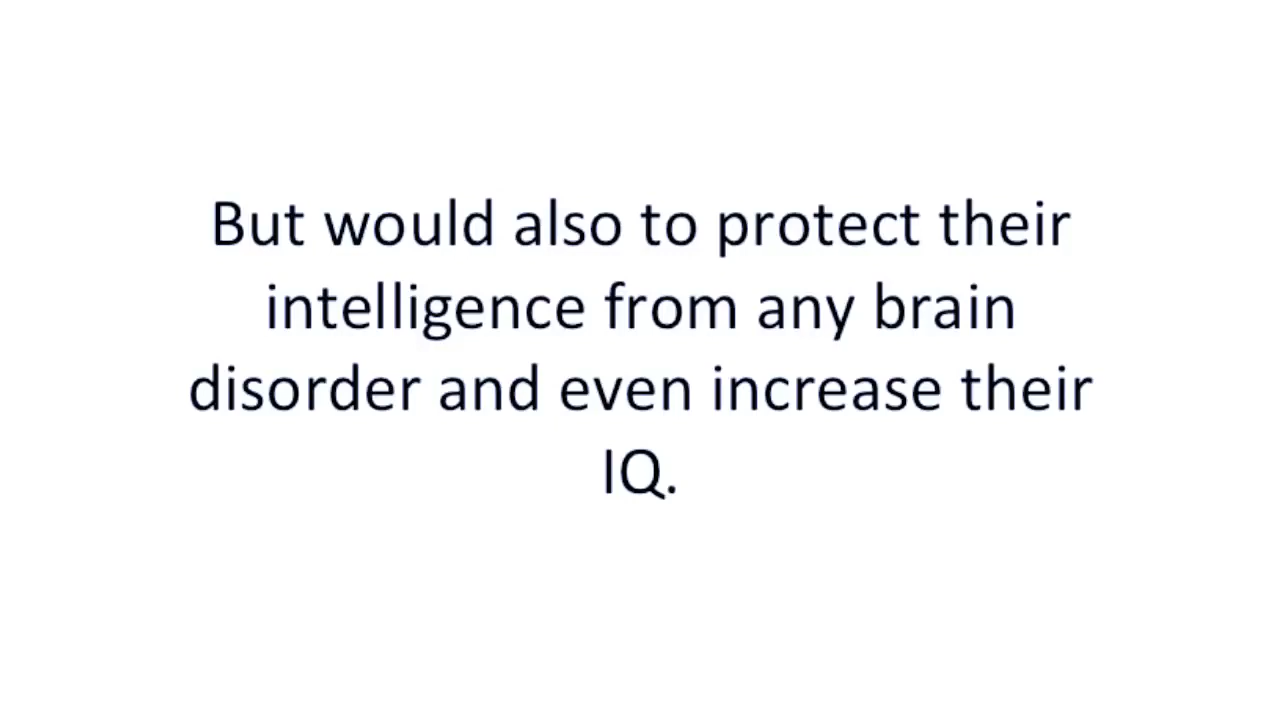 But would also to protect their
intelligence from any brain
disorder and even increase their
IQ.